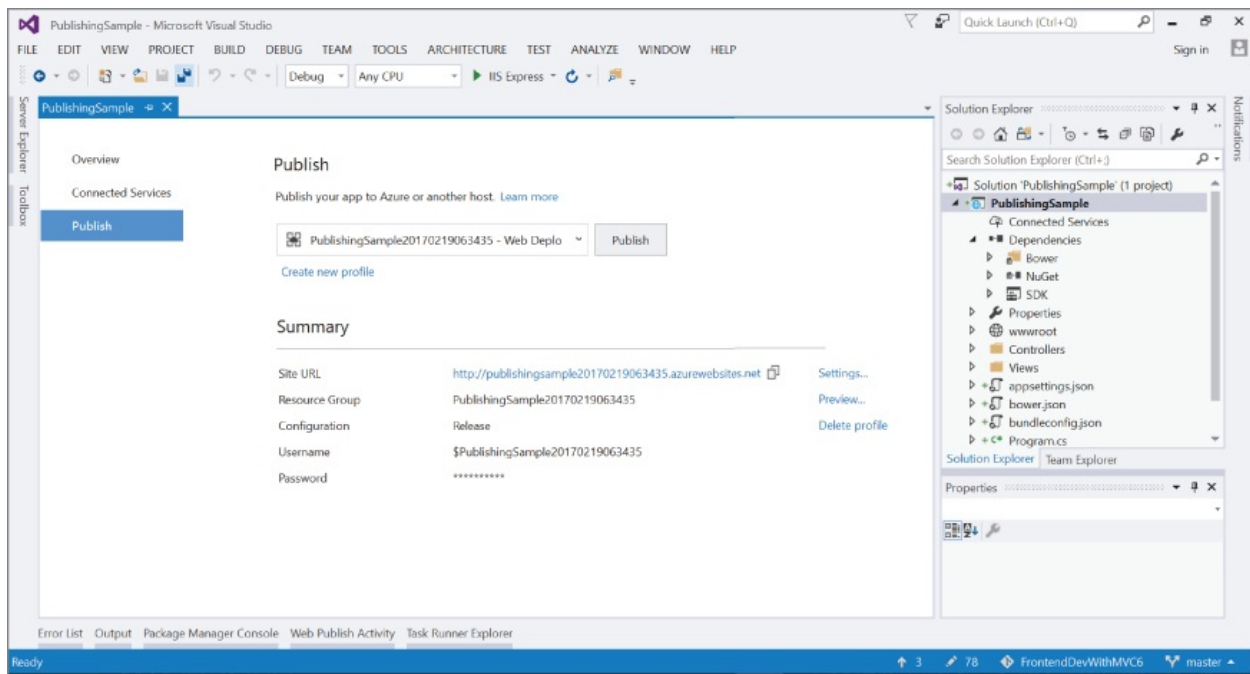 PublishingSample - Microsoft Visual Studio
Quick Launch (Ctrl+Q)
FILE EDIT VIEW PROJECT BUILD DEBUG TEAM TOOLS ARCHITECTURE TEST ANALYZE WINDOW HELP
Sign in
Debug Any CPU IIS Express
Server Explorer
Toolbox
PublishingSample
Overview
Connected Services
Publish
Publish
Publish your app to Azure or another host. Learn more
PublishingSample20170219063435 - Web Deplo
Publish
Create new profile
Summary
Site URL http://publishingsample20170219063435.azurewebsites.net Settings...
Resource Group PublishingSample20170219063435 Preview...
Configuration Release Delete profile
Username $PublishingSample20170219063435
Password **********
Solution Explorer
Search Solution Explorer (Ctrl+;)
Solution 'PublishingSample' (1 project)
PublishingSample
Connected Services
Dependencies
Bower
NuGet
SDK
Properties
wwwroot
Controllers
Views
appsettings.json
bower.json
bundleconfig.json
C# Program.cs
Solution Explorer Team Explorer
Properties
Notifications
Error List Output Package Manager Console Web Publish Activity Task Runner Explorer
Ready
3 78 FrontendDevWithMVC6 master